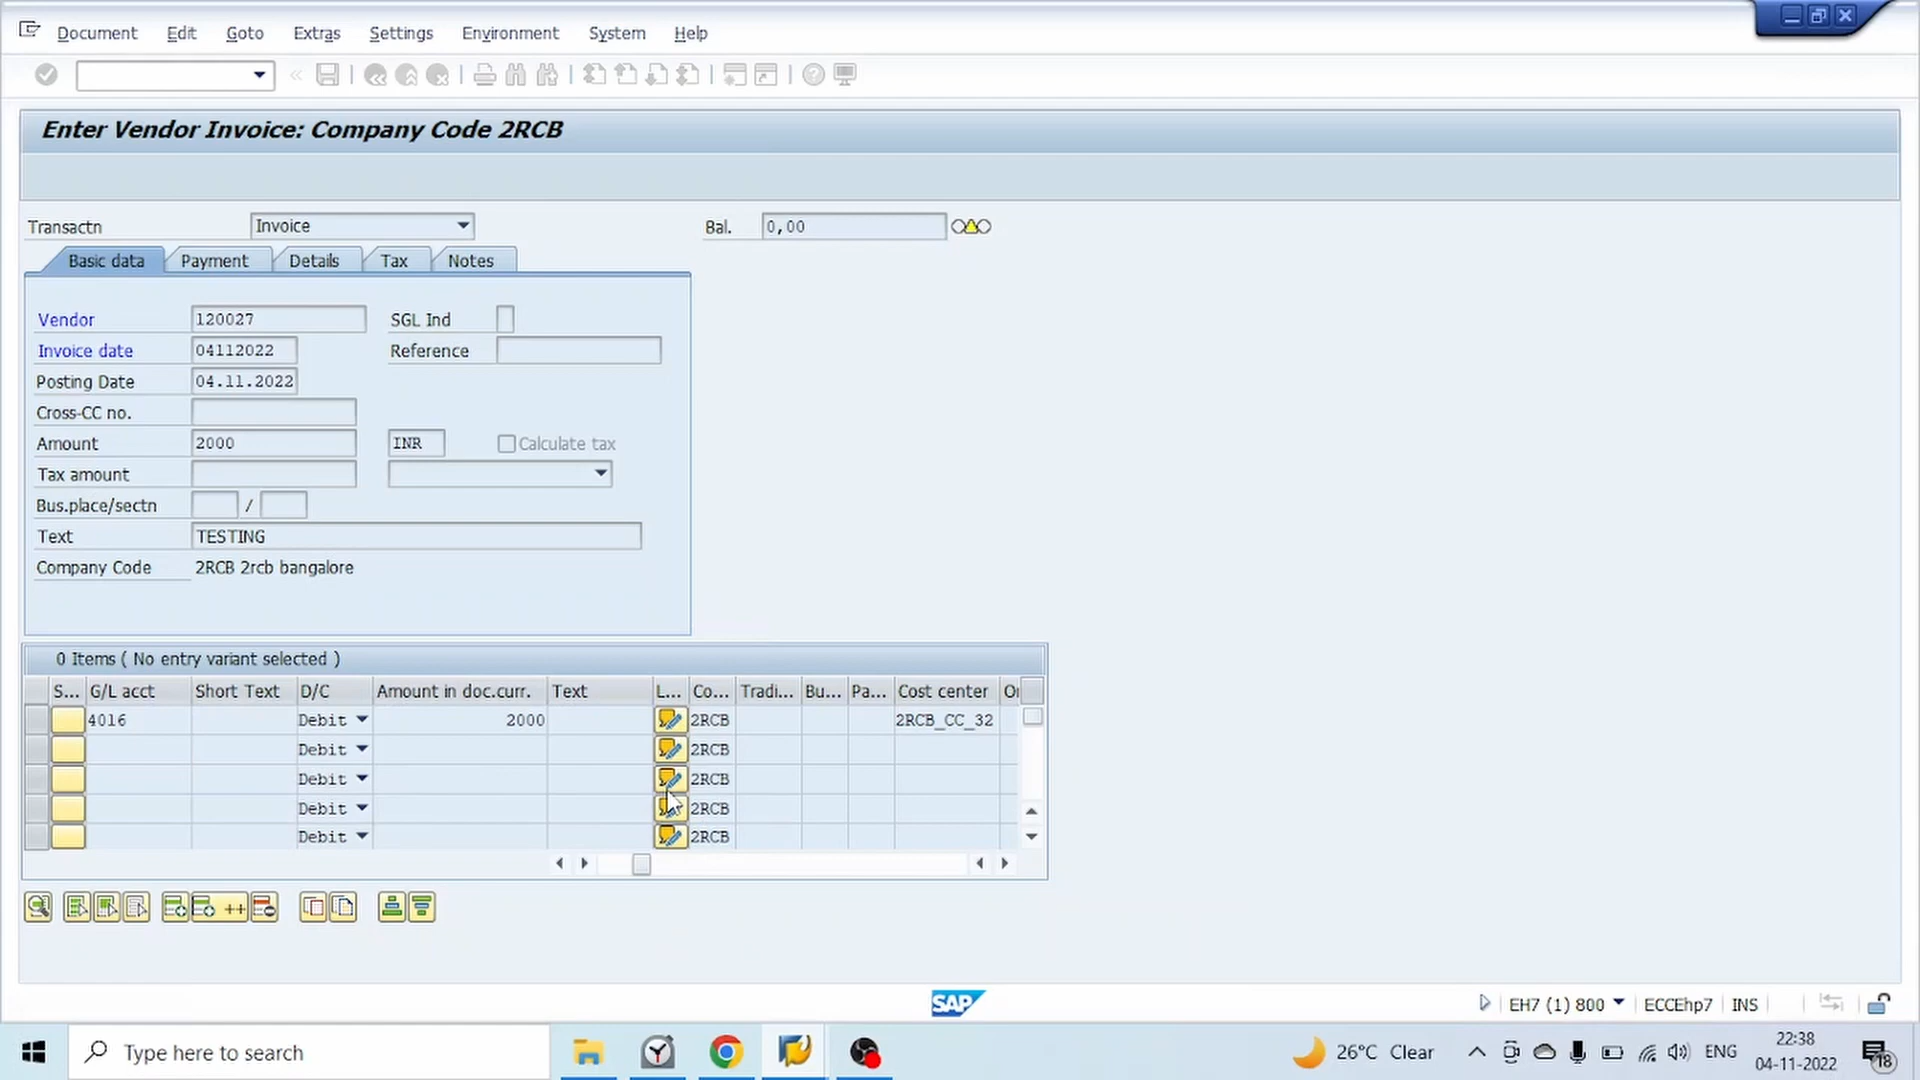 Document Edit Goto Extras Settings Environment System Help
Enter Vendor Invoice: Company Code 2RCB
Transactn Invoice Bal. 0,00
Basic data Payment Details Tax Notes
Vendor 120027 SGL Ind
Invoice date 04112022 Reference
Posting Date 04.11.2022
Cross-CC no.
Amount 2000 INR Calculate tax
Tax amount
Bus.place/sectn /
Text TESTING
Company Code 2RCB 2rcb bangalore
0 Items ( No entry variant selected )
S... G/L acct Short Text D/C Amount in doc.curr. Text L... Co... Tradi... Bu... Pa... Cost center
4016 Debit 2000 2RCB 2RCB_CC_32
Debit 2RCB
Debit 2RCB
Debit 2RCB
Debit 2RCB
SAP EH7 (1) 800 ECCEhp7 INS
Type here to search 26°C Clear ENG 22:38
04-11-2022 18